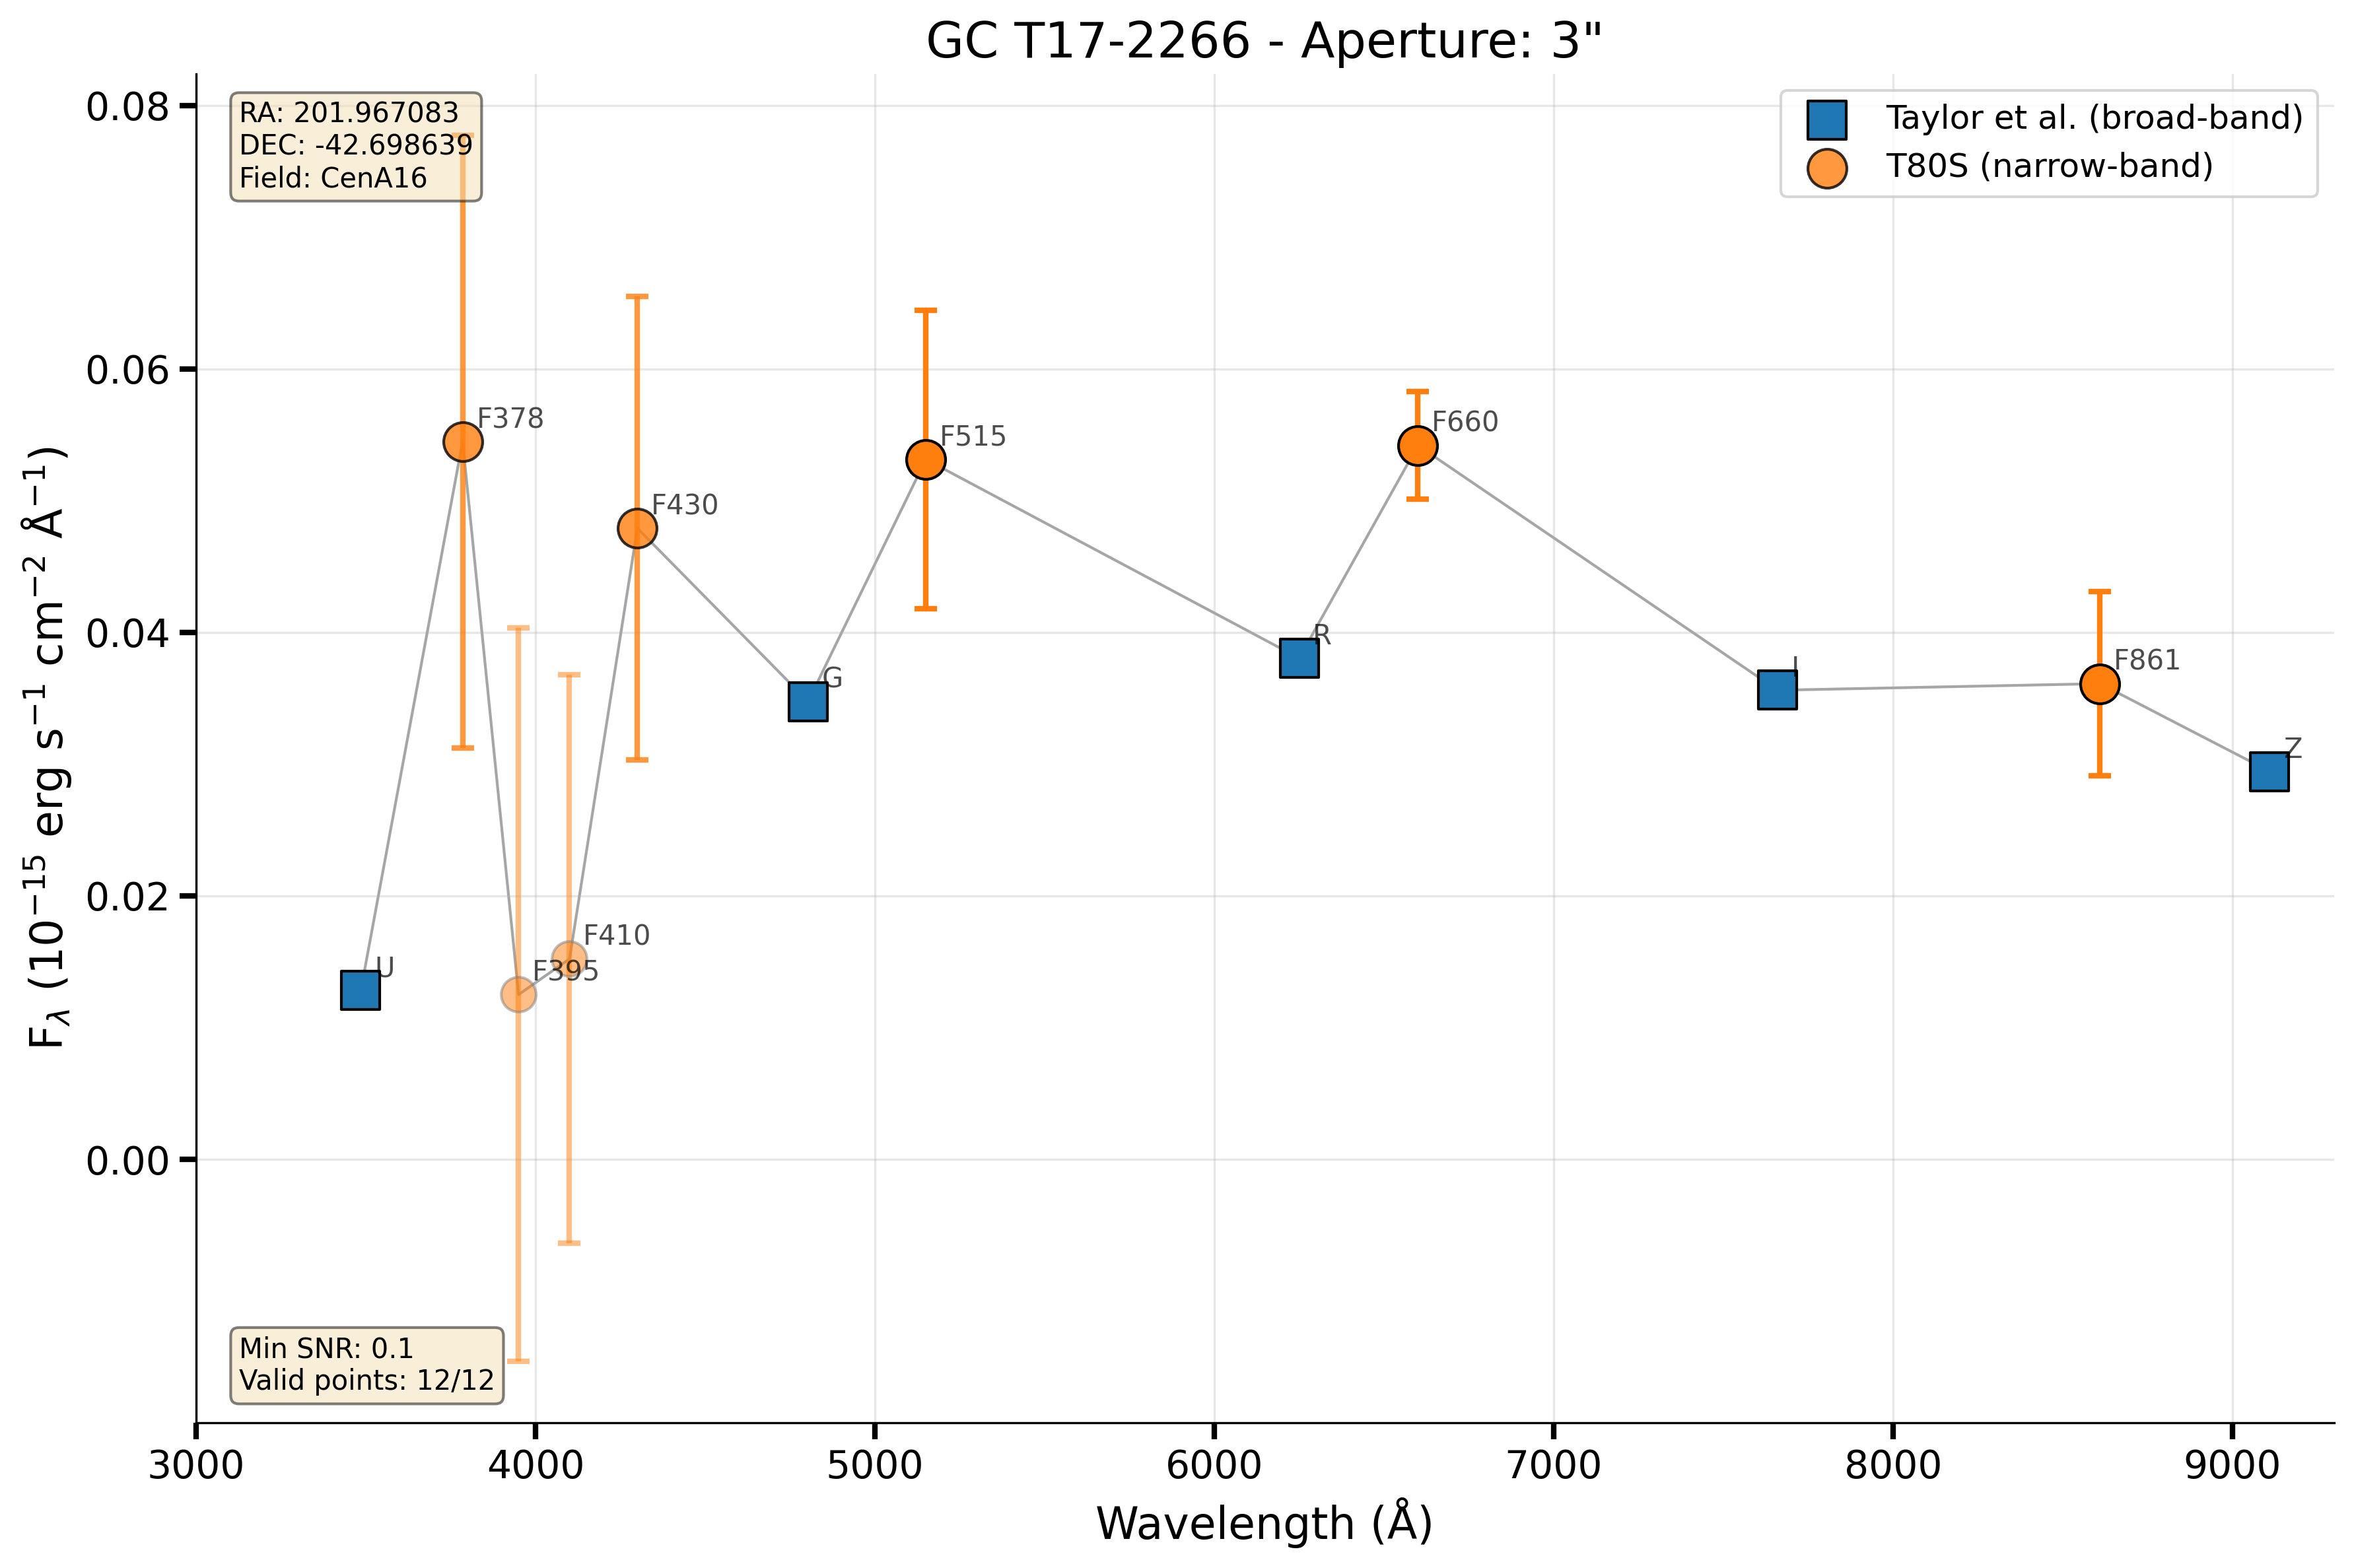 GC T17-2266 - Aperture: 3"
RA: 201.967083
DEC: -42.698639
Field: CenA16
Taylor et al. (broad-band)
T80S (narrow-band)
F378
F430
F515
F660
R
G
I
F861
Z
U
F410
F395
Min SNR: 0.1
Valid points: 12/12
0.08
0.06
0.04
0.02
0.00
F_λ (10^−15 erg s^−1 cm^−2 Å^−1)
3000 4000 5000 6000 7000 8000 9000
Wavelength (Å)